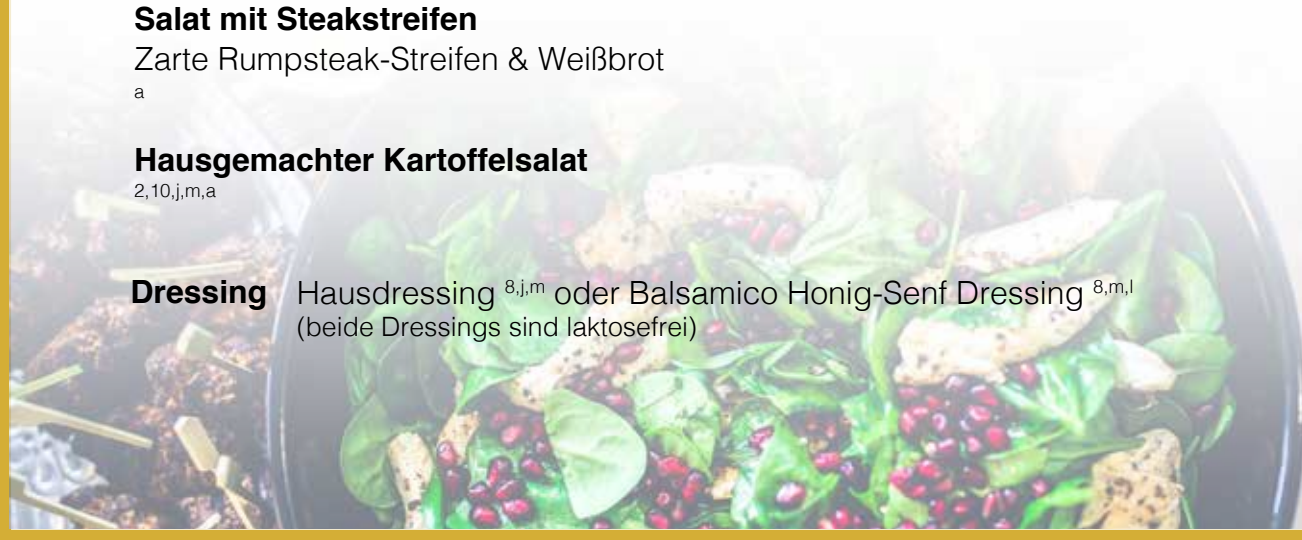 Salat mit Steakstreifen
Zarte Rumpsteak-Streifen & Weißbrot
a
Hausgemachter Kartoffelsalat
2,10,j,m,a
Dressing Hausdressing 8,j,m oder Balsamico Honig-Senf Dressing 8,m,l
(beide Dressings sind laktosefrei)